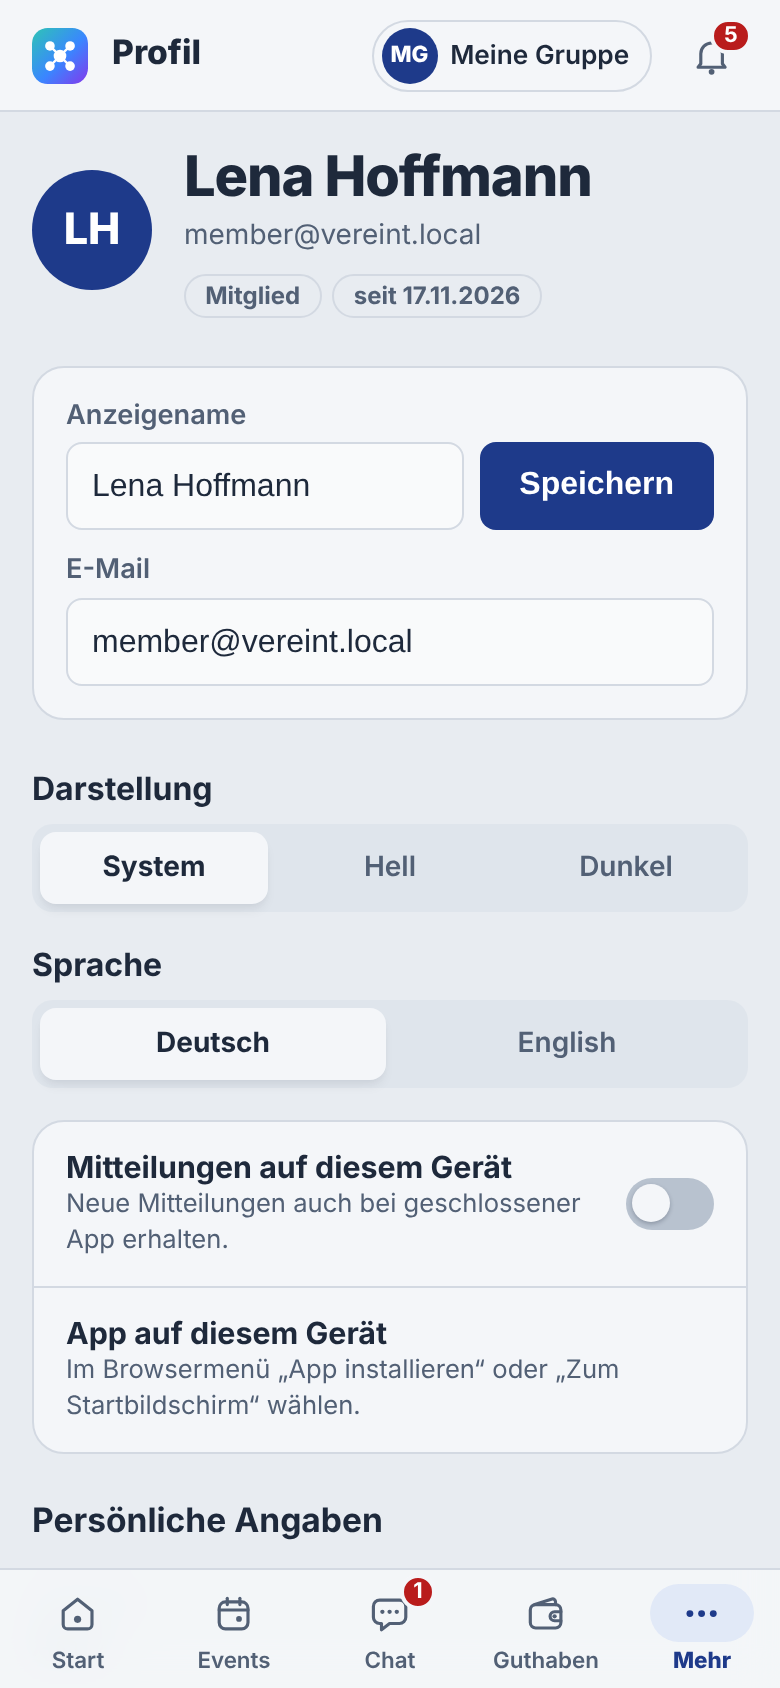 Profil
MG
Meine Gruppe
5
LH
Lena Hoffmann
member@vereint.local
Mitglied
seit 17.11.2026
Anzeigename
Lena Hoffmann
Speichern
E-Mail
member@vereint.local
Darstellung
System
Hell
Dunkel
Sprache
Deutsch
English
Mitteilungen auf diesem Gerät
Neue Mitteilungen auch bei geschlossener
App erhalten.
App auf diesem Gerät
Im Browsermenü „App installieren“ oder „Zum
Startbildschirm“ wählen.
Persönliche Angaben
Start
Events
1
Chat
Guthaben
Mehr